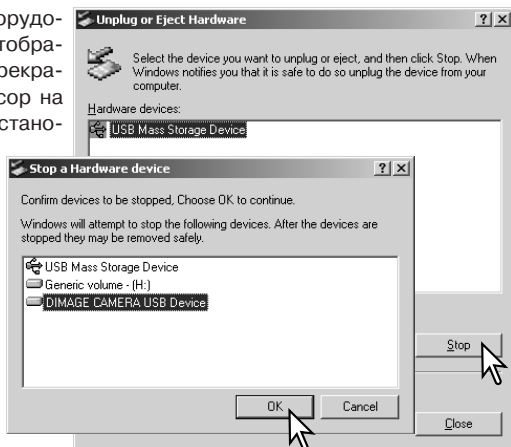 орудо-
тобра-
рекра-
сор на
стано-
Unplug or Eject Hardware
Select the device you want to unplug or eject, and then click Stop. When
Windows notifies you that it is safe to do so unplug the device from your
computer.
Hardware devices:
USB Mass Storage Device
Stop a Hardware device
Confirm devices to be stopped, Choose OK to continue.
Windows will attempt to stop the following devices. After the devices are
stopped they may be removed safely.
USB Mass Storage Device
Generic volume - (H:)
DIMAGE CAMERA USB Device
Stop
OK
Cancel
Close